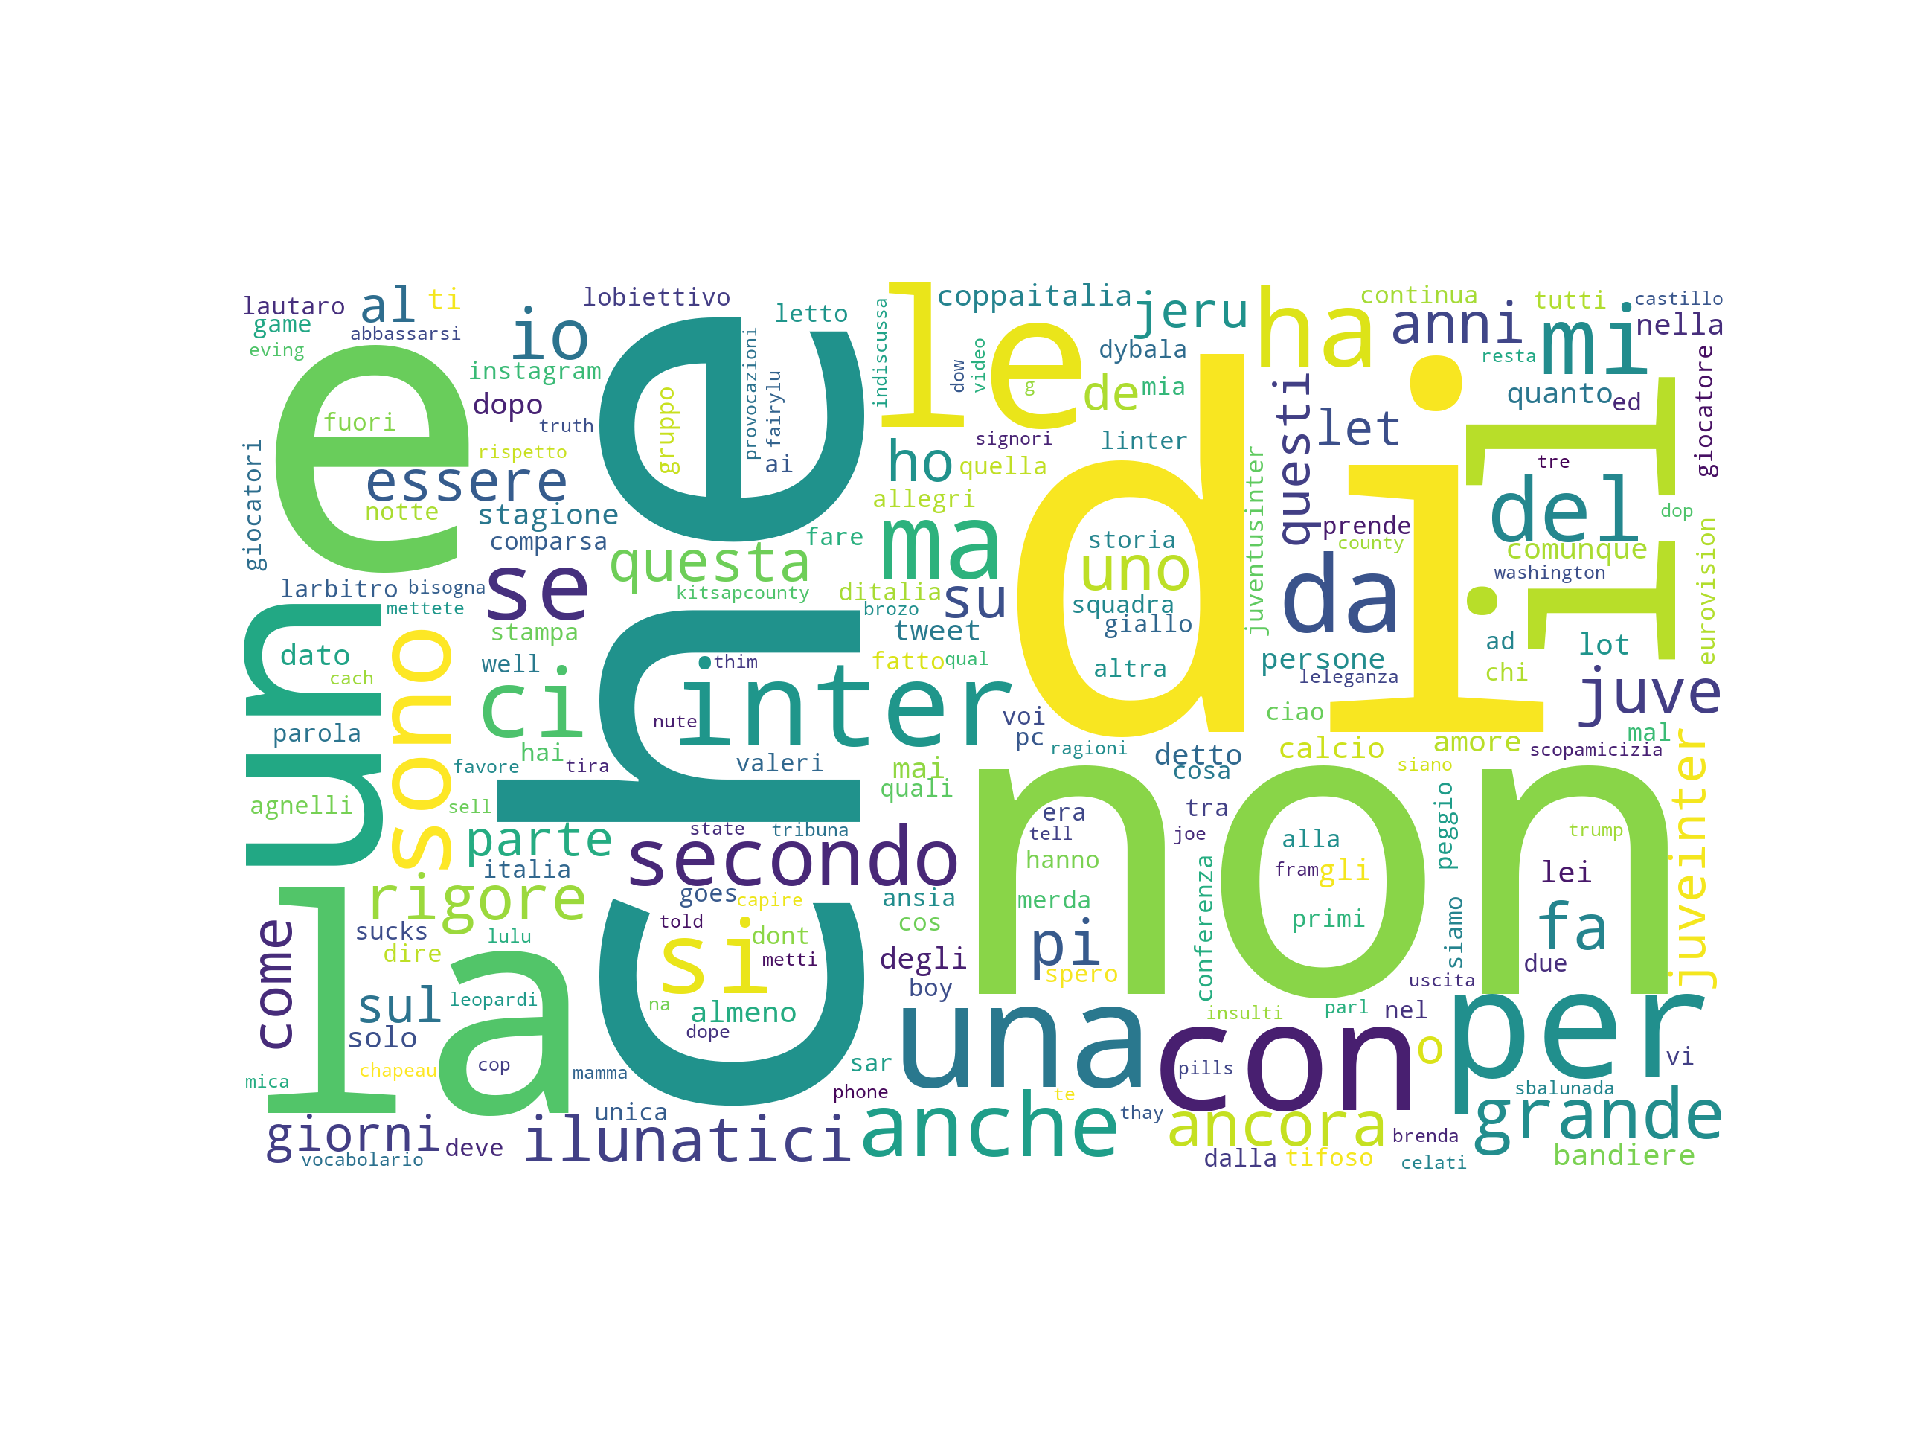 lautaro
al
ti
io
lobiettivo
letto
le
coppaitalia
jeru
ha
continua
tutti
castillo
game
abbassarsi
anni
mi
nella
eving
instagram
provocazioni
indiscussa
dow
video
dybala
resta
e
che
g
de
mia
quanto
ed
giocatore
fuori
dopo
truth
gruppo
fairylu
ai
signori
linter
questi
let
di
il
giocatori
essere
rispetto
ho
quella
juventusinter
tre
notte
stagione
allegri
prende
del
dop
comparsa
fare
ma
storia
county
comunque
eurovision
larbitro
bisogna
se
questa
ditalia
uno
da
washington
mettete
kitsapcounty
brozo
su
squadra
un
sono
stampa
tweet
giallo
ad
lot
dato
well
thim
fatto
qual
altra
persone
chi
cach
ci
inter
leleganza
juve
nute
voi
ciao
parola
hai
pc
ragioni
detto
calcio
amore
mal
favore
tira
valeri
mai
cosa
siano
scopamicizia
agnelli
sell
quali
non
era
tra
peggio
juveinter
parte
state
tribuna
tell
joe
alla
trump
italia
secondo
hanno
fram
gli
lei
la
rigore
goes
capire
ansia
merda
conferenza
primi
fa
come
sucks
told
si
dont
cos
pi
siamo
dire
lulu
metti
degli
spero
due
sul
leopardi
na
almeno
boy
insulti
uscita
solo
dope
una
con
parl
nel
per
mica
chapeau
cop
mamma
sar
phone
te
pills
o
vi
sbalunada
giorni
unica
anche
thay
ancora
grande
vocabolario
deve
ilunatici
dalla
tifoso
brenda
celati
bandiere